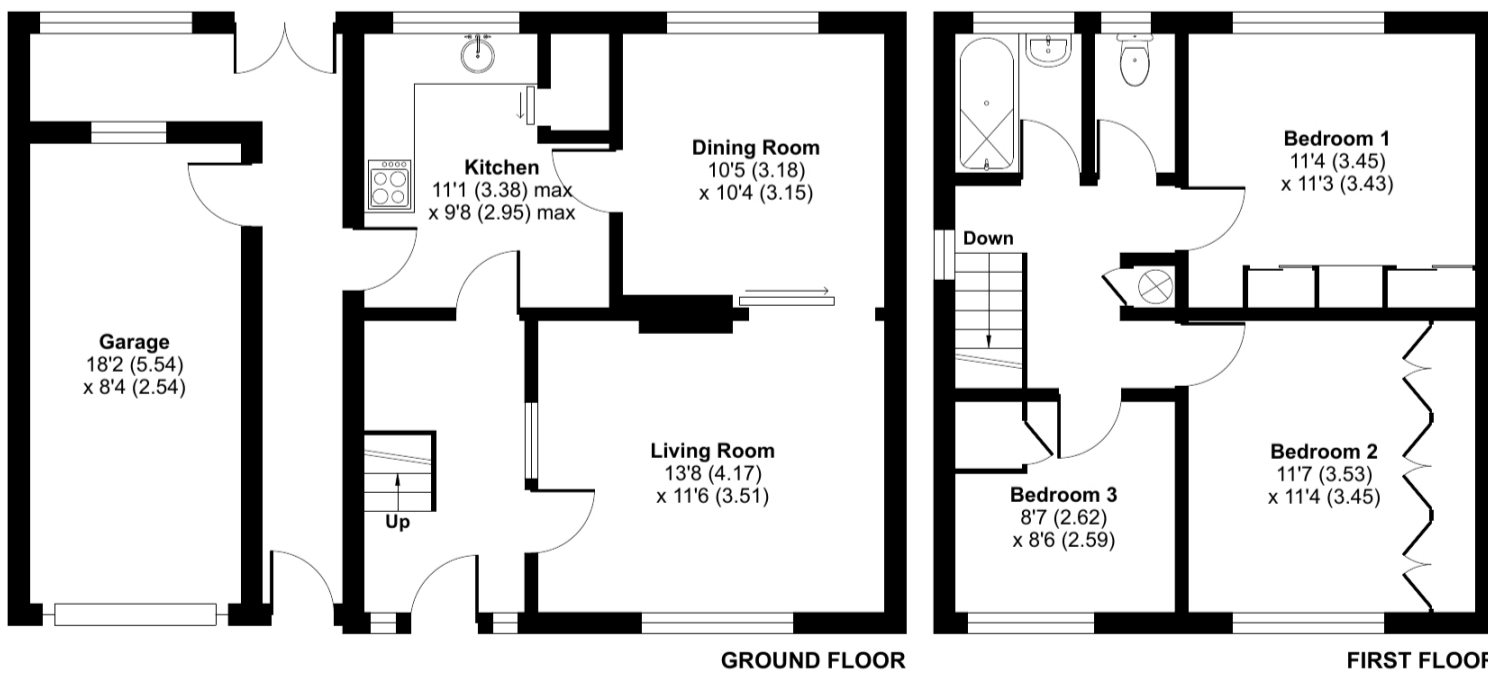 Kitchen
11'1 (3.38) max
x 9'8 (2.95) max
Dining Room
10'5 (3.18)
x 10'4 (3.15)
Garage
18'2 (5.54)
x 8'4 (2.54)
Living Room
13'8 (4.17)
x 11'6 (3.51)
Up
GROUND FLOOR
Bedroom 1
11'4 (3.45)
x 11'3 (3.43)
Down
Bedroom 2
11'7 (3.53)
x 11'4 (3.45)
Bedroom 3
8'7 (2.62)
x 8'6 (2.59)
FIRST FLOOR